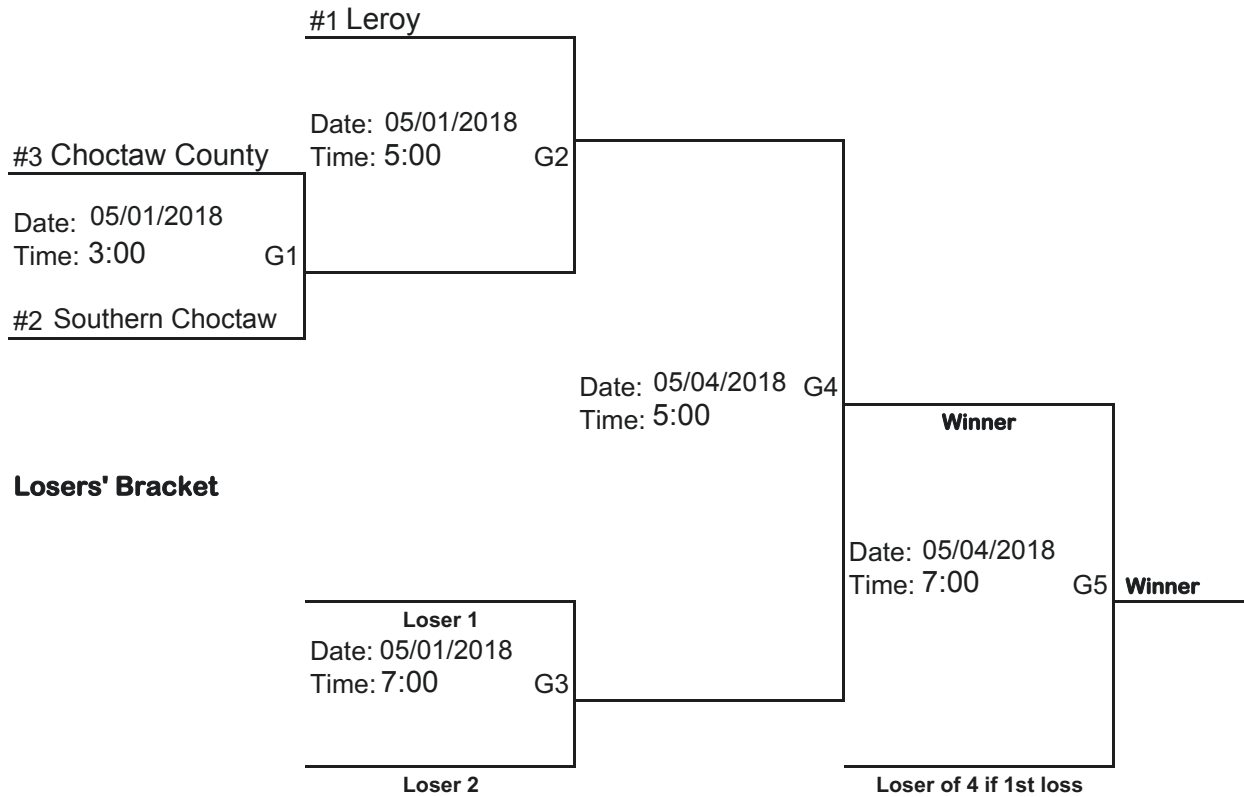 #1 Leroy
Date: 05/01/2018
Time: 5:00 G2
#3 Choctaw County
Date: 05/01/2018
Time: 3:00 G1
#2 Southern Choctaw
Date: 05/04/2018 G4
Time: 5:00
Winner
Losers' Bracket
Date: 05/04/2018
Time: 7:00 G5
Winner
Loser 1
Date: 05/01/2018
Time: 7:00 G3
Loser 2
Loser of 4 if 1st loss